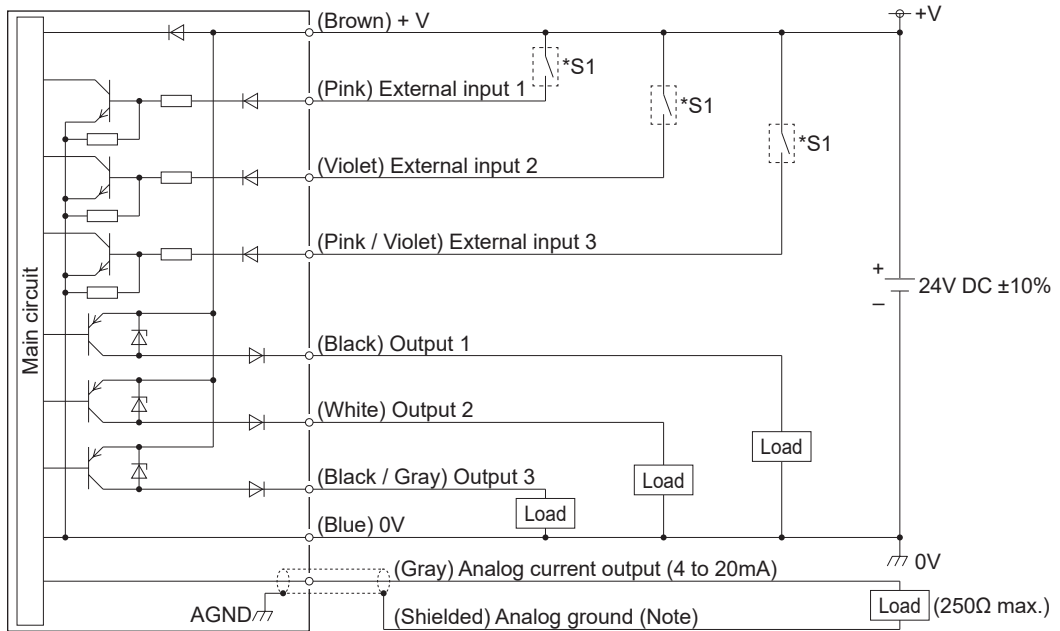 (Brown) + V
+V
*S1
(Pink) External input 1
*S1
*S1
(Violet) External input 2
(Pink / Violet) External input 3
Main circuit
+
24V DC ±10%
–
(Black) Output 1
(White) Output 2
Load
(Black / Gray) Output 3
Load
Load
(Blue) 0V
0V
(Gray) Analog current output (4 to 20mA)
AGND
(Shielded) Analog ground (Note)
Load (250Ω max.)